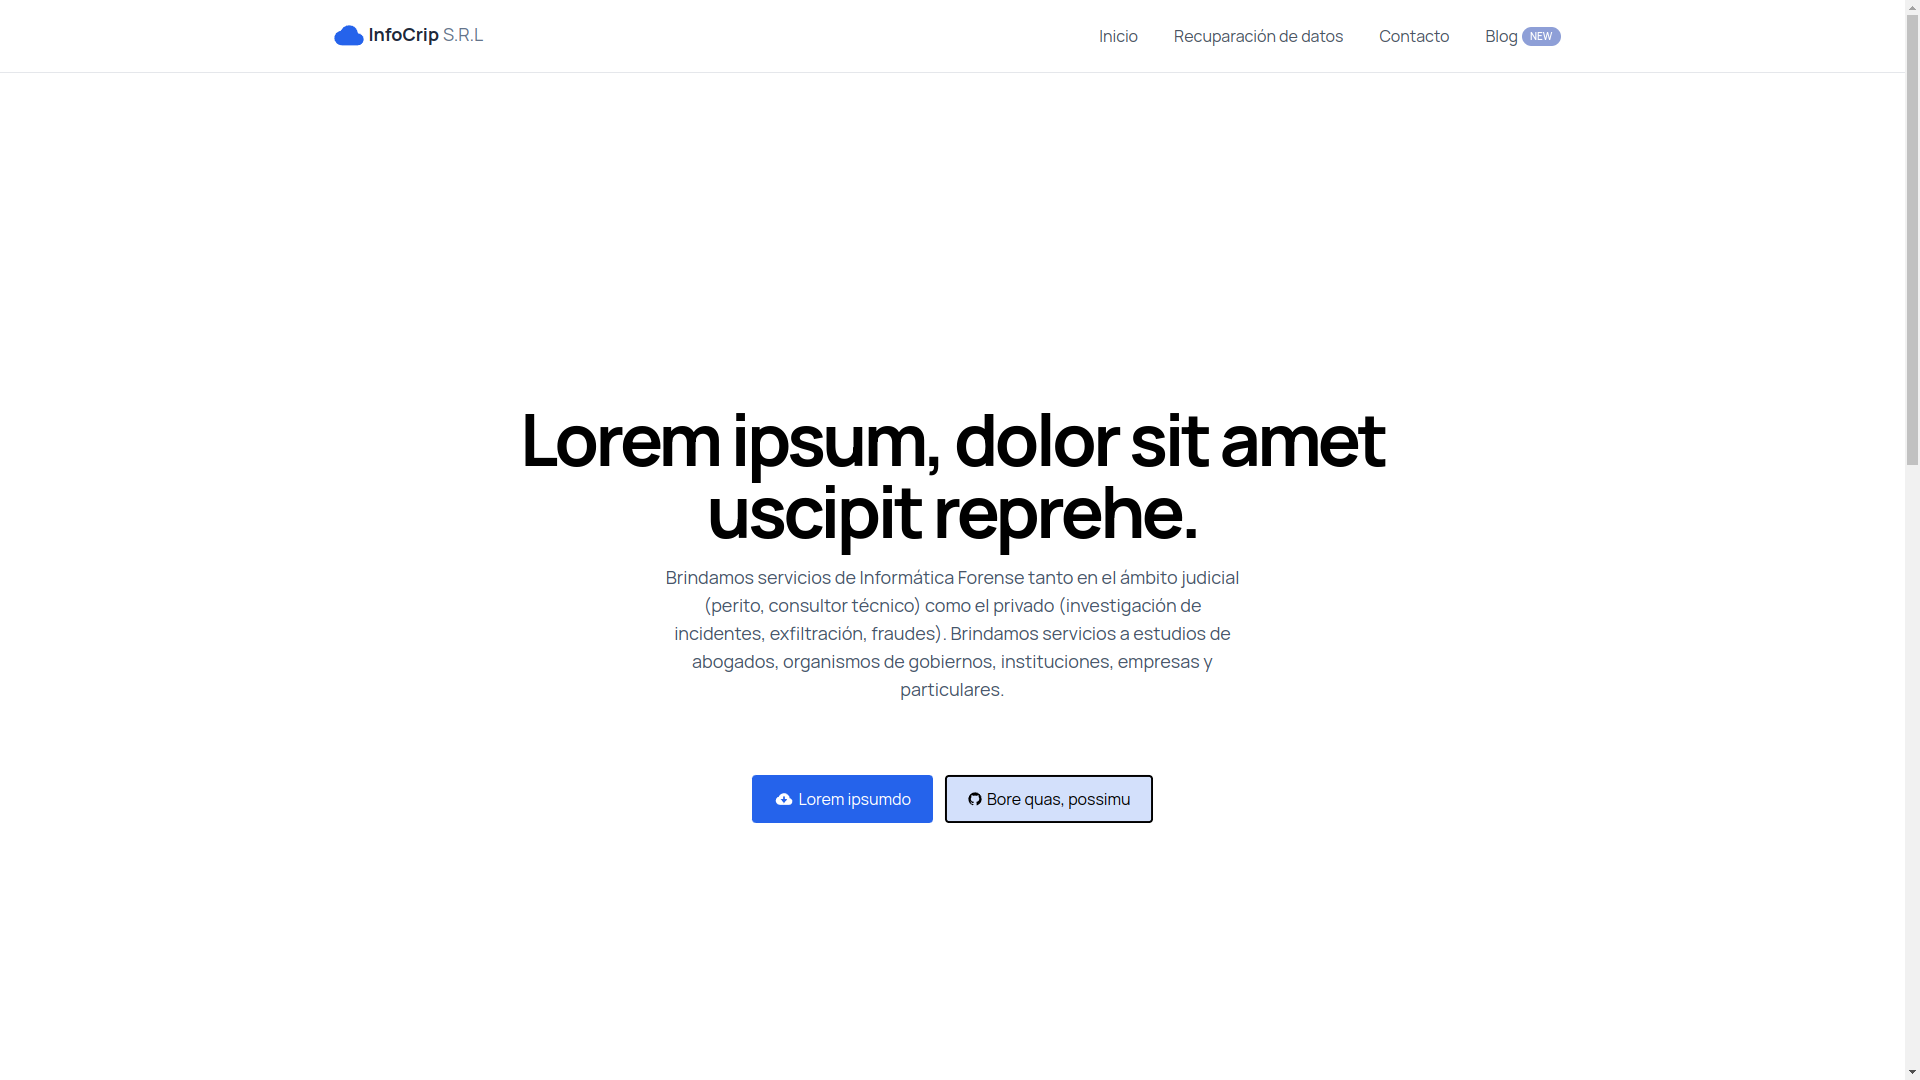 InfoCrip S.R.L
Inicio
Recuparación de datos
Contacto
Blog NEW
Lorem ipsum, dolor sit amet
uscipit reprehe.
Brindamos servicios de Informática Forense tanto en el ámbito judicial
(perito, consultor técnico) como el privado (investigación de
incidentes, exfiltración, fraudes). Brindamos servicios a estudios de
abogados, organismos de gobiernos, instituciones, empresas y
particulares.
Lorem ipsumdo
Bore quas, possimu